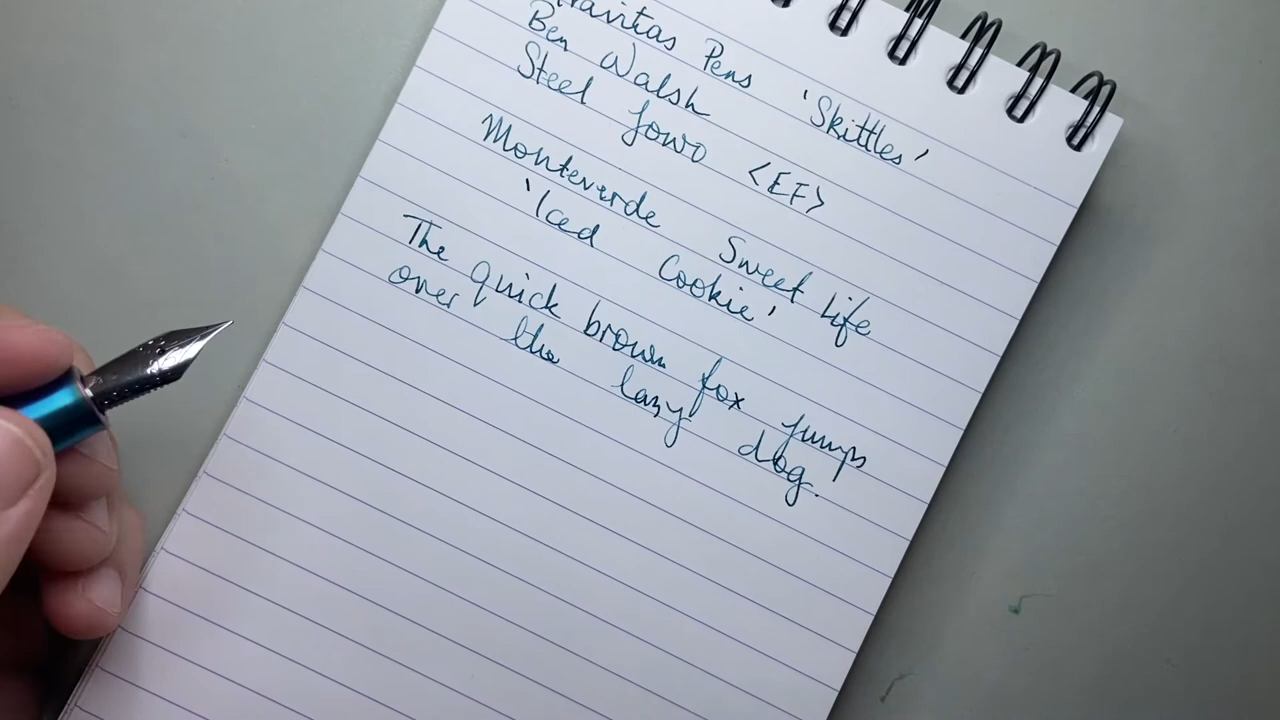 Pens 'Skittles'
Ben Walsh
Steel Jowo <EF>
Monteverde Sweet Life
'Iced Cookie'
The quick brown fox jumps
over the lazy dog.